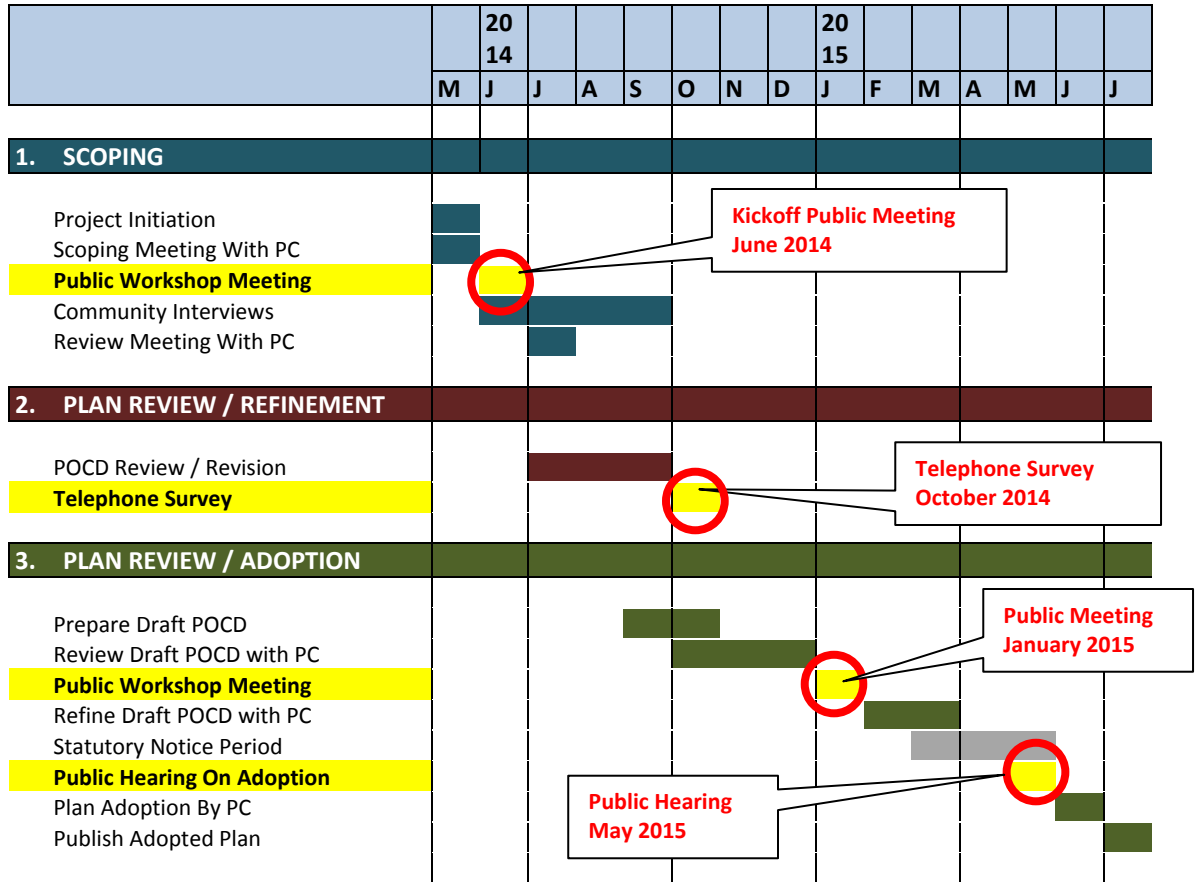 20 20
14 15
M J J A S O N D J F M A M J J
1. SCOPING
Project Initiation
Scoping Meeting With PC
Public Workshop Meeting
Community Interviews
Review Meeting With PC
Kickoff Public Meeting
June 2014
2. PLAN REVIEW / REFINEMENT
POCD Review / Revision
Telephone Survey
Telephone Survey
October 2014
3. PLAN REVIEW / ADOPTION
Prepare Draft POCD
Review Draft POCD with PC
Public Workshop Meeting
Refine Draft POCD with PC
Statutory Notice Period
Public Hearing On Adoption
Plan Adoption By PC
Publish Adopted Plan
Public Meeting
January 2015
Public Hearing
May 2015